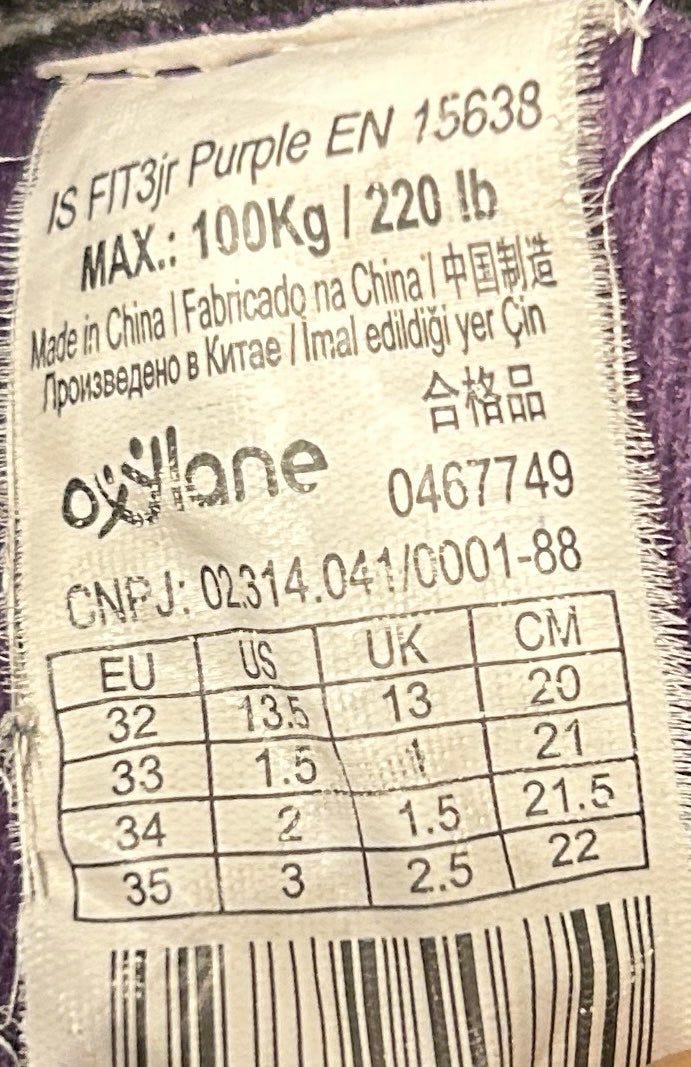 IS FIT3jr Purple EN 15638
MAX.: 100Kg / 220 lb
Made in China / Fabricado na China / 中国制造
Произведено в Китае / İmal edildiği yer Çin
合格品
oxylane 0467749
CNPJ: 02.314.041/0001-88
EU US UK CM
32 13.5 13 20
33 1.5 1 21
34 2 1.5 21.5
35 3 2.5 22